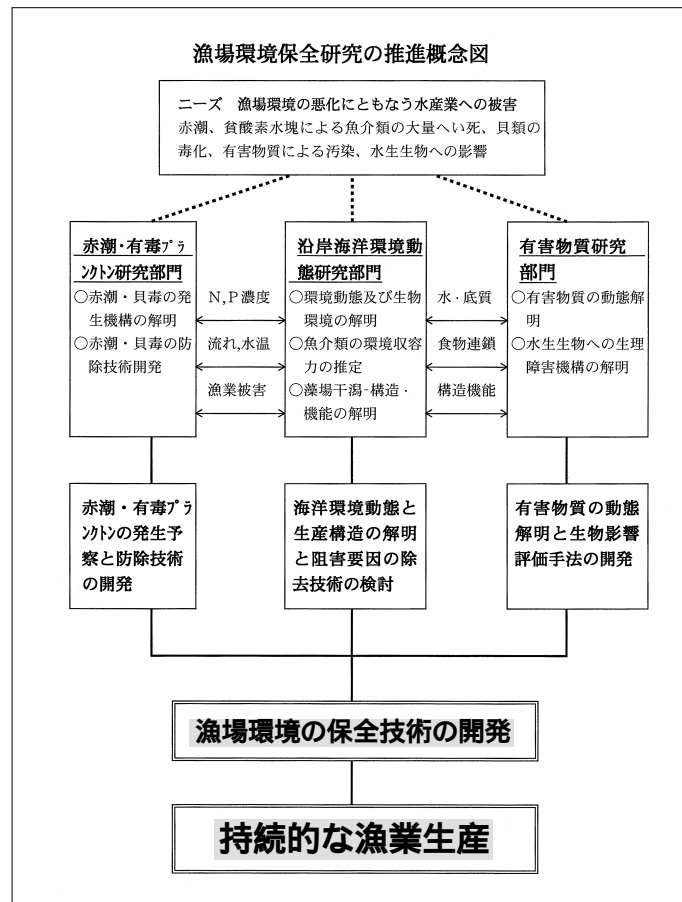 漁場環境保全研究の推進概念図
ニーズ　漁場環境の悪化にともなう水産業への被害
赤潮、貧酸素水塊による魚介類の大量へい死、貝類の
毒化、有害物質による汚染、水生生物への影響
赤潮・有毒ﾌﾟﾗ
ﾝｸﾄﾝ研究部門
○赤潮・貝毒の発
生機構の解明
○赤潮・貝毒の防
除技術開発
N,P濃度
流れ,水温
漁業被害
沿岸海洋環境動
態研究部門
○環境動態及び生物
環境の解明
○魚介類の環境収容
力の推定
○藻場干潟-構造・
機能の解明
水・底質
食物連鎖
構造機能
有害物質研究
部門
○有害物質の動態解
明
○水生生物への生理
障害機構の解明
赤潮・有毒ﾌﾟﾗ
ﾝｸﾄﾝの発生予
察と防除技術
の開発
海洋環境動態と
生産構造の解明
と阻害要因の除
去技術の検討
有害物質の動態
解明と生物影響
評価手法の開発
漁場環境の保全技術の開発
持続的な漁業生産